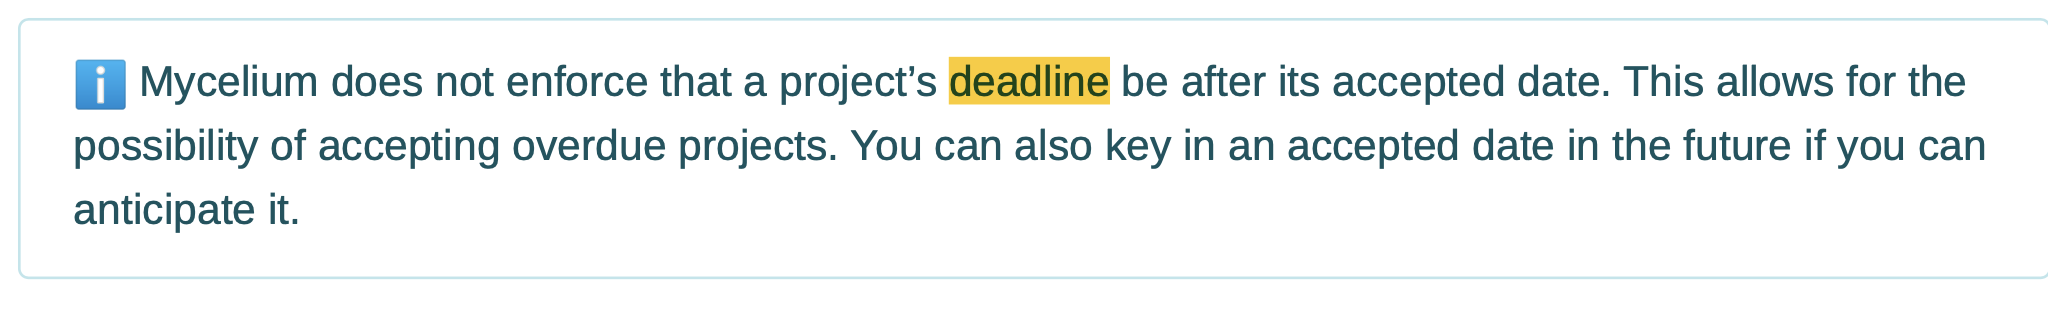 ℹ️ Mycelium does not enforce that a project’s deadline be after its accepted date. This allows for the
possibility of accepting overdue projects. You can also key in an accepted date in the future if you can
anticipate it.